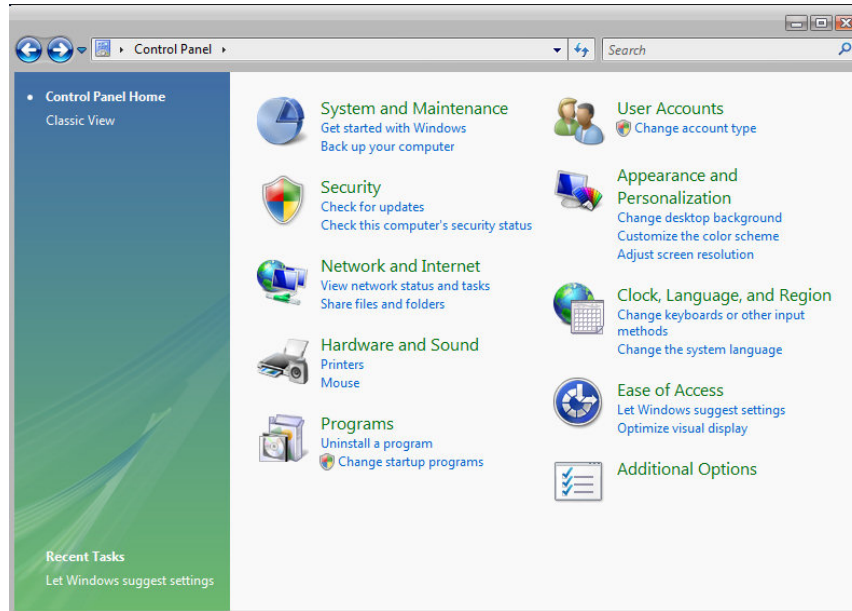 Control Panel
Search
Control Panel Home
Classic View
Recent Tasks
Let Windows suggest settings
System and Maintenance
Get started with Windows
Back up your computer
Security
Check for updates
Check this computer's security status
Network and Internet
View network status and tasks
Share files and folders
Hardware and Sound
Printers
Mouse
Programs
Uninstall a program
Change startup programs
User Accounts
Change account type
Appearance and
Personalization
Change desktop background
Customize the color scheme
Adjust screen resolution
Clock, Language, and Region
Change keyboards or other input
methods
Change the system language
Ease of Access
Let Windows suggest settings
Optimize visual display
Additional Options